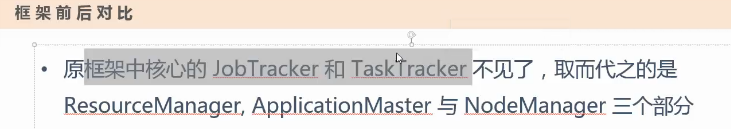 框架前后对比
• 原框架中核心的 JobTracker 和 TaskTracker 不见了，取而代之的是
ResourceManager, ApplicationMaster 与 NodeManager 三个部分